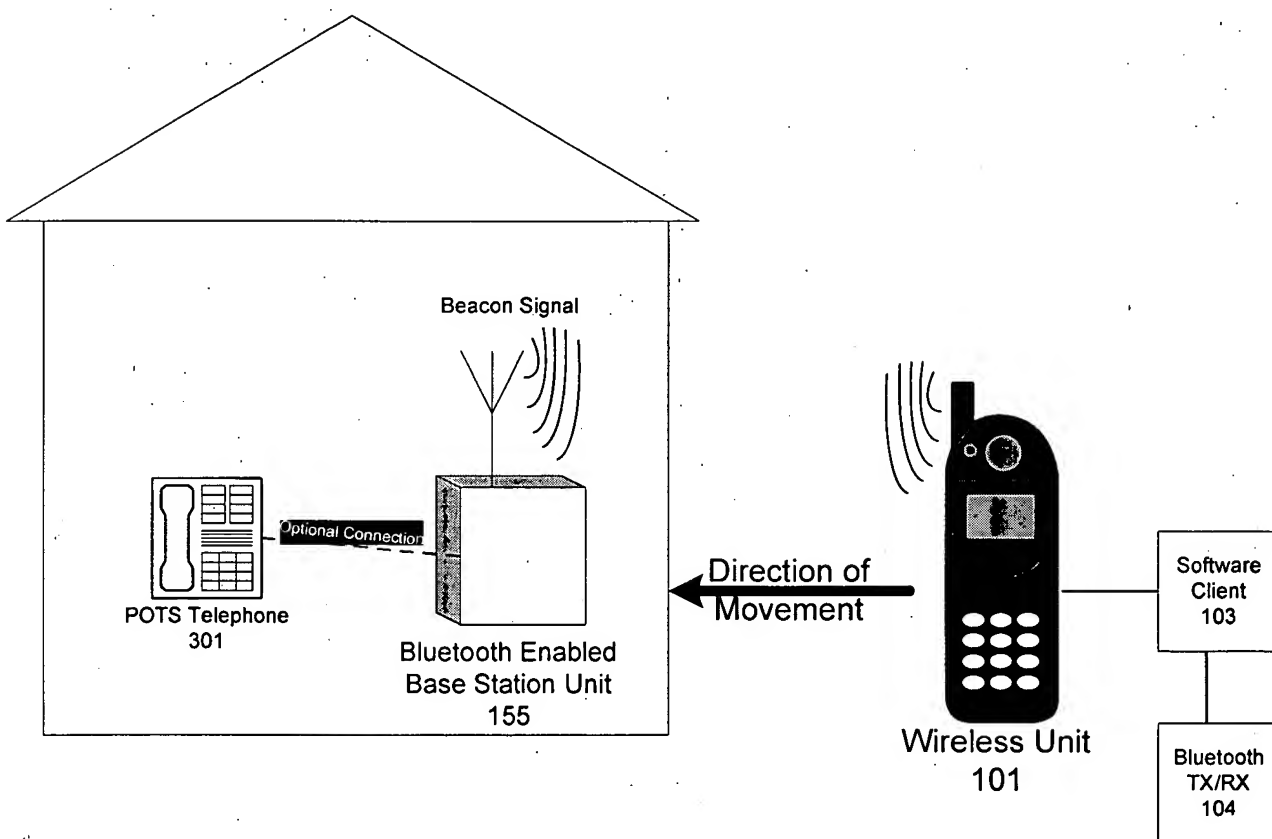 Beacon Signal
Optional Connection
POTS Telephone
301
Bluetooth Enabled
Base Station Unit
155
Direction of
Movement
Wireless Unit
101
Software
Client
103
Bluetooth
TX/RX
104